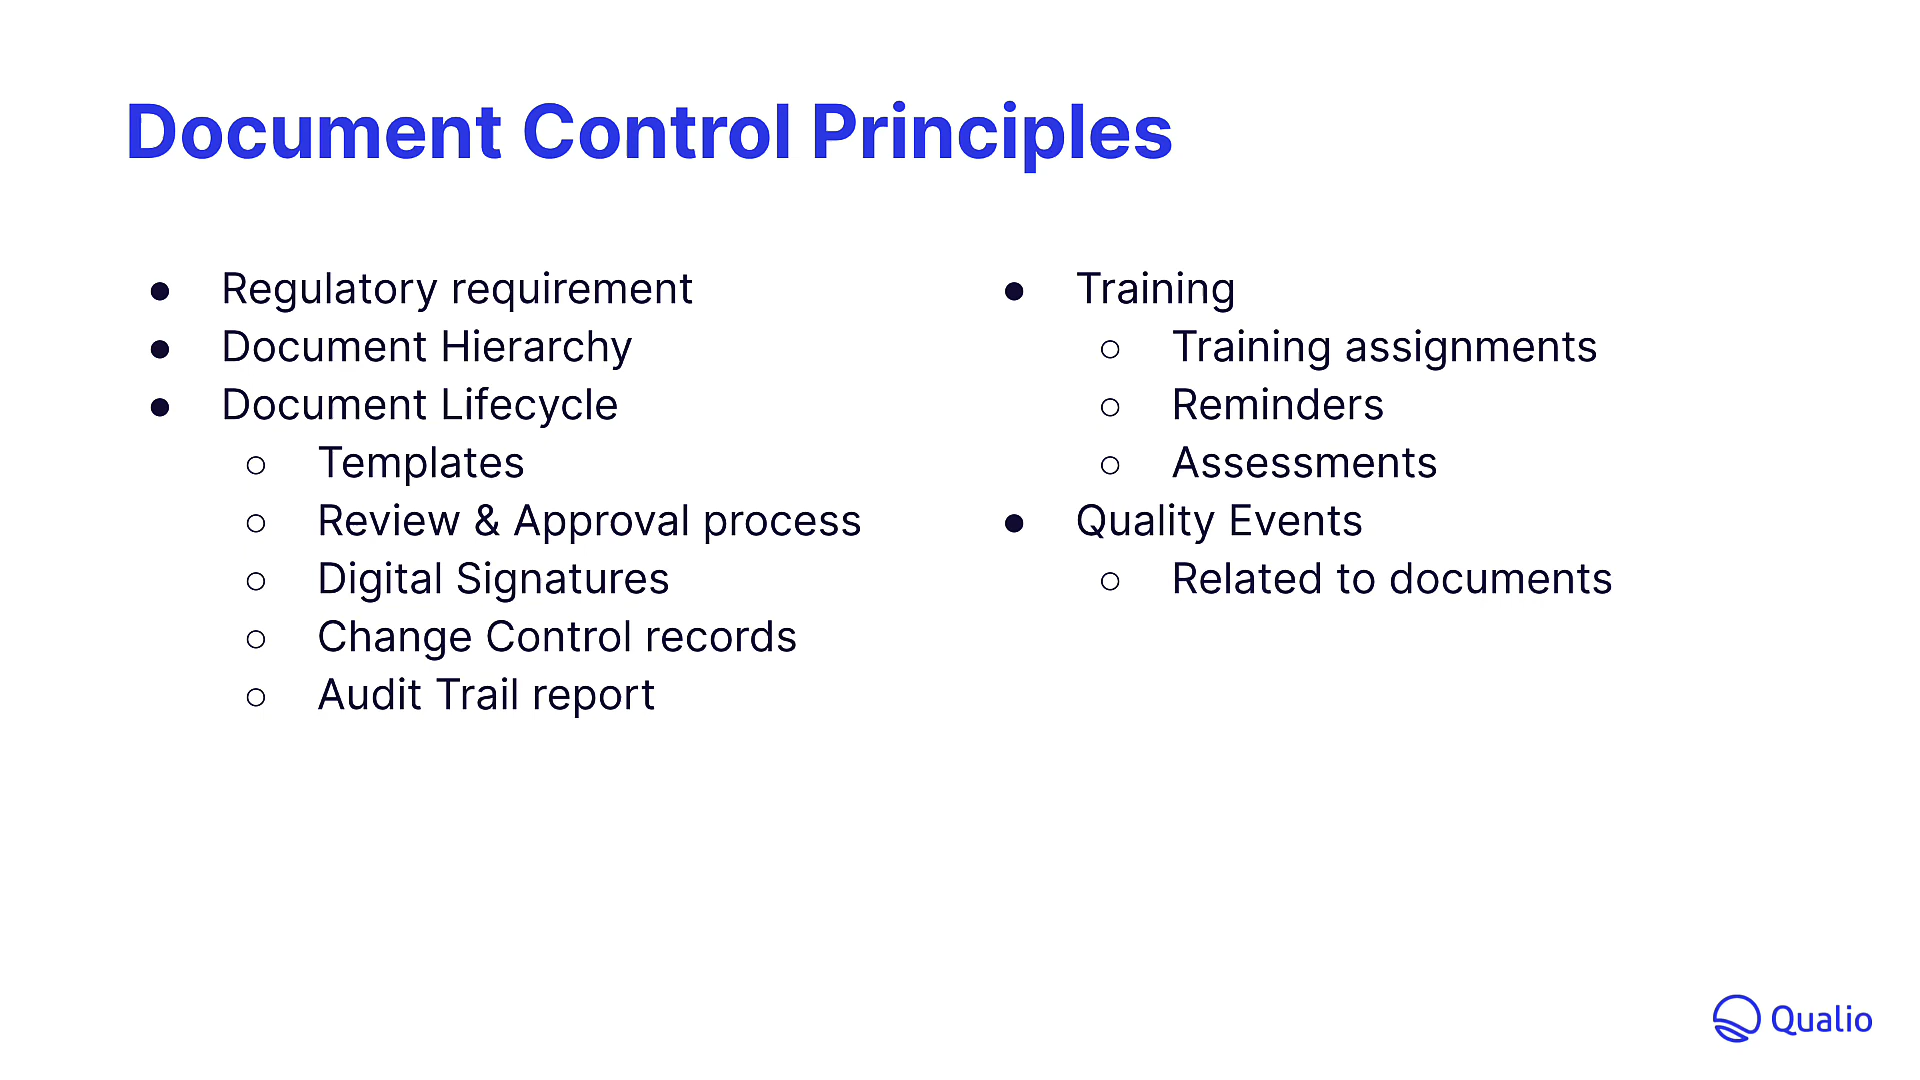 Document Control Principles
● Regulatory requirement
● Document Hierarchy
● Document Lifecycle
○ Templates
○ Review & Approval process
○ Digital Signatures
○ Change Control records
○ Audit Trail report
● Training
○ Training assignments
○ Reminders
○ Assessments
● Quality Events
○ Related to documents
Qualio